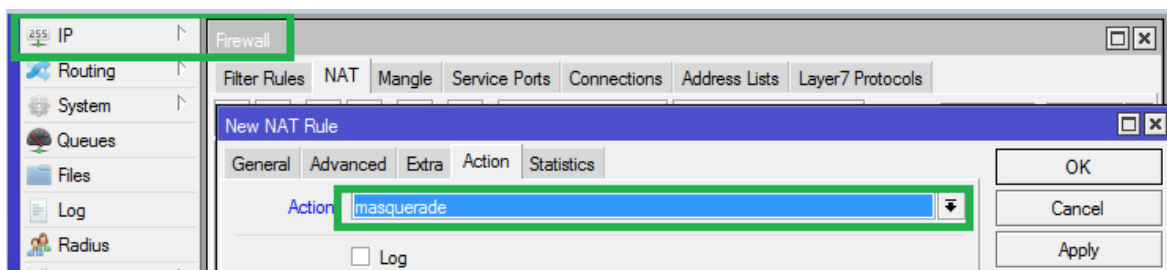 255 IP
Firewall
Routing
Filter Rules NAT Mangle Service Ports Connections Address Lists Layer7 Protocols
System
New NAT Rule
Queues
General Advanced Extra Action Statistics
OK
Files
Action masquerade
Cancel
Log
Radius
Log
Apply